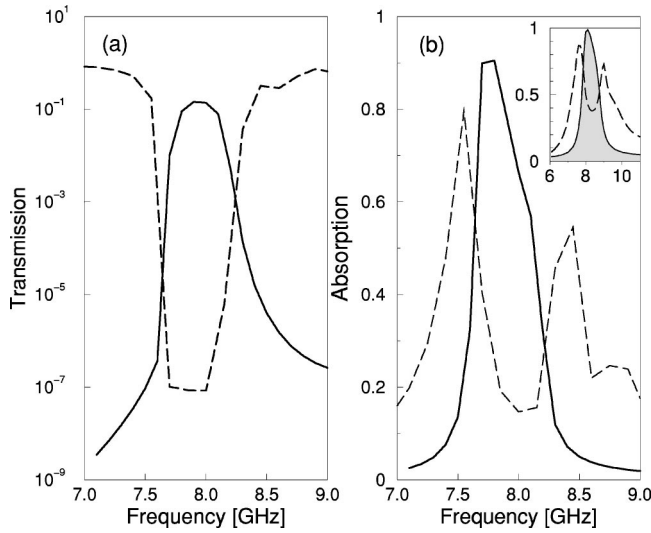 (a)
Transmission
10^1
10^−1
10^−3
10^−5
10^−7
10^−9
7.0 7.5 8.0 8.5 9.0
Frequency [GHz]
(b)
Absorption
1
0.8
0.6
0.4
0.2
0
7.0 7.5 8.0 8.5 9.0
Frequency [GHz]
1
0.5
0
6 8 10